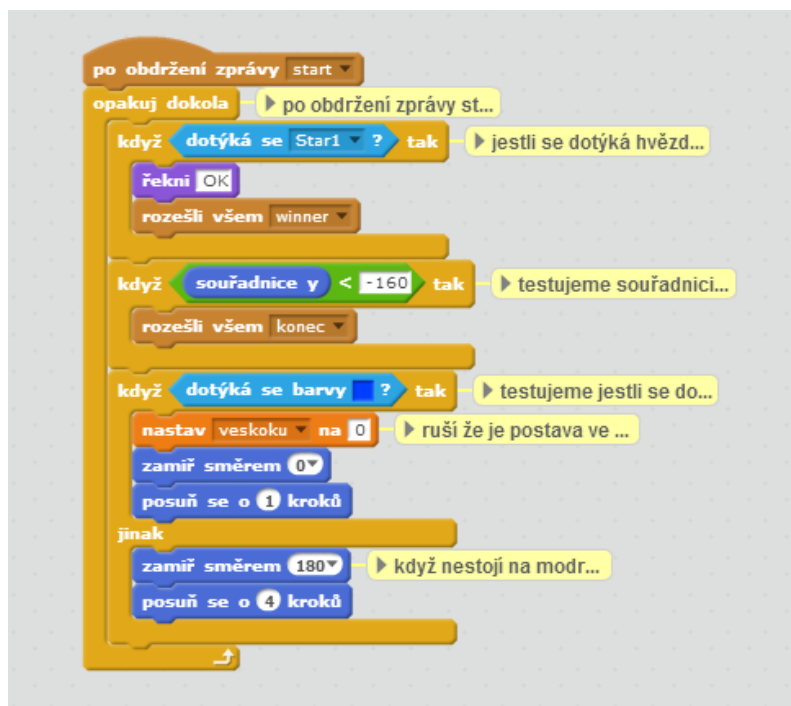 po obdržení zprávy start
opakuj dokola po obdržení zprávy st...
když dotýká se Star1 ? tak jestli se dotýká hvězd...
řekni OK
rozešli všem winner
když souřadnice y < -160 tak testujeme souřadnici...
rozešli všem konec
když dotýká se barvy ? tak testujeme jestli se do...
nastav veskoku na 0 ruší že je postava ve ...
zamiř směrem 0
posuň se o 1 kroků
jinak
zamiř směrem 180 když nestojí na modr...
posuň se o 4 kroků